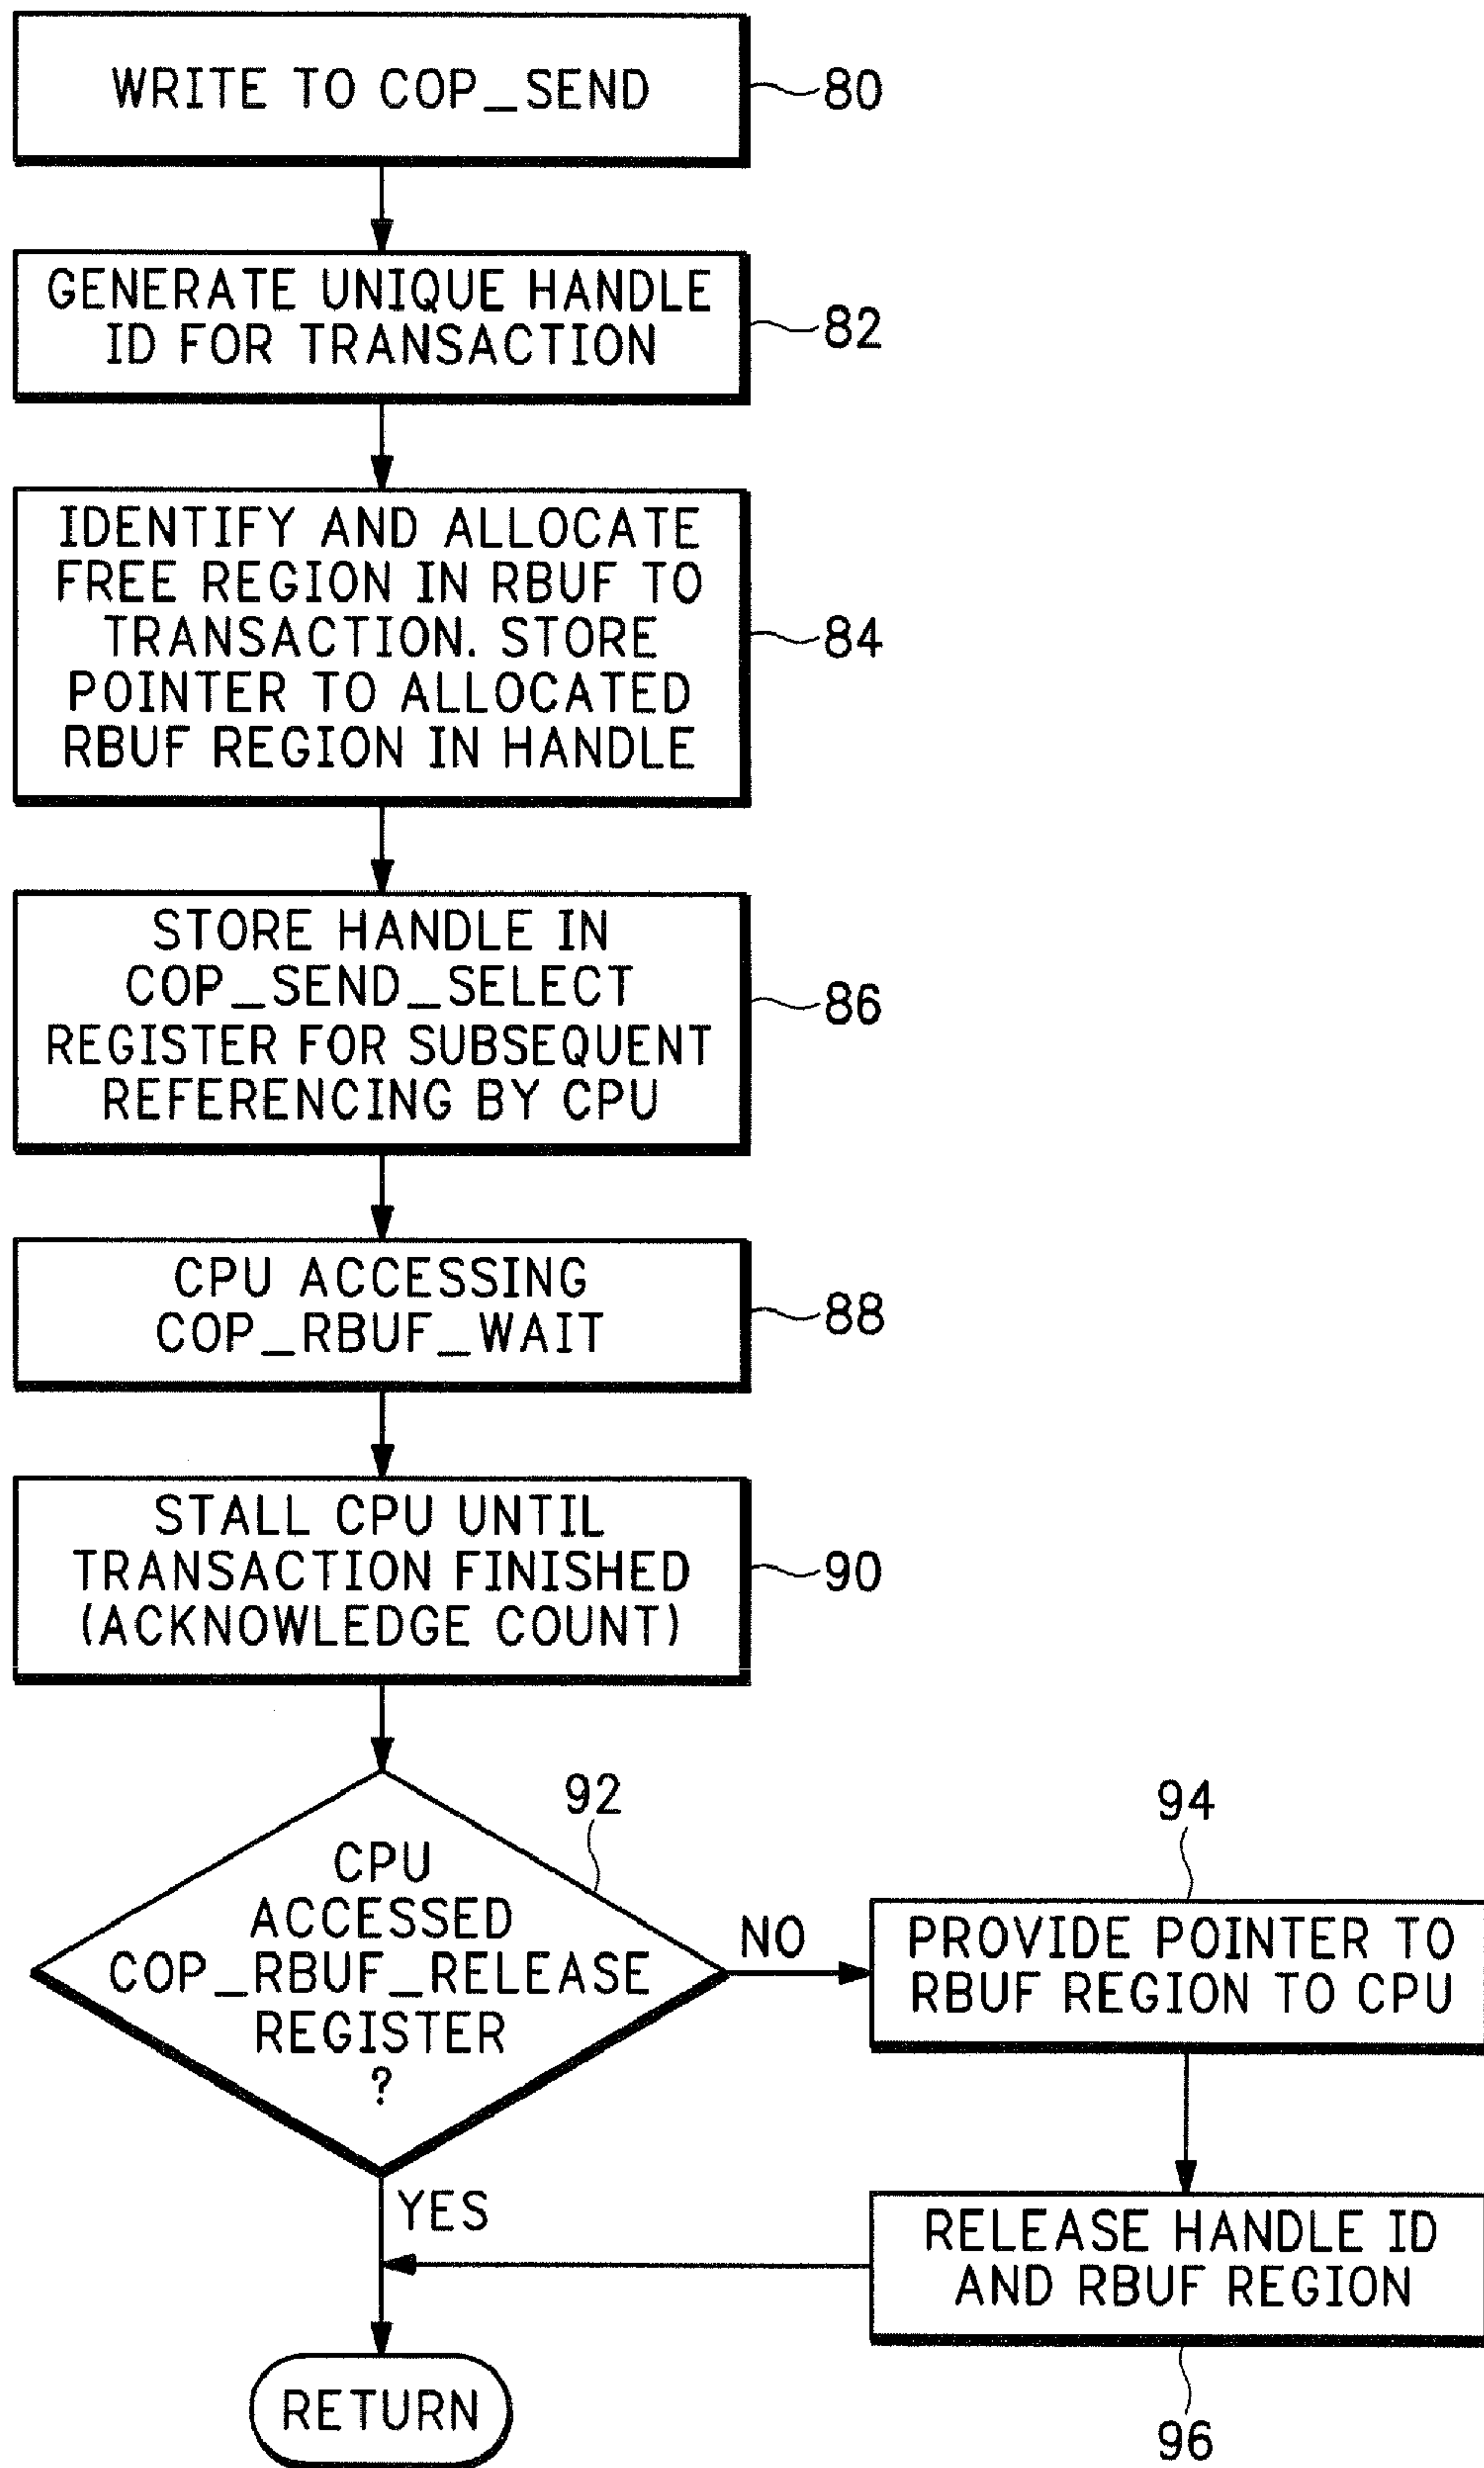 WRITE TO COP_SEND
80
GENERATE UNIQUE HANDLE
ID FOR TRANSACTION
82
IDENTIFY AND ALLOCATE
FREE REGION IN RBUF TO
TRANSACTION. STORE
POINTER TO ALLOCATED
RBUF REGION IN HANDLE
84
STORE HANDLE IN
COP_SEND_SELECT
REGISTER FOR SUBSEQUENT
REFERENCING BY CPU
86
CPU ACCESSING
COP_RBUF_WAIT
88
STALL CPU UNTIL
TRANSACTION FINISHED
(ACKNOWLEDGE COUNT)
90
92
CPU
ACCESSED
COP_RBUF_RELEASE
REGISTER
?
NO
94
PROVIDE POINTER TO
RBUF REGION TO CPU
YES
RELEASE HANDLE ID
AND RBUF REGION
96
RETURN